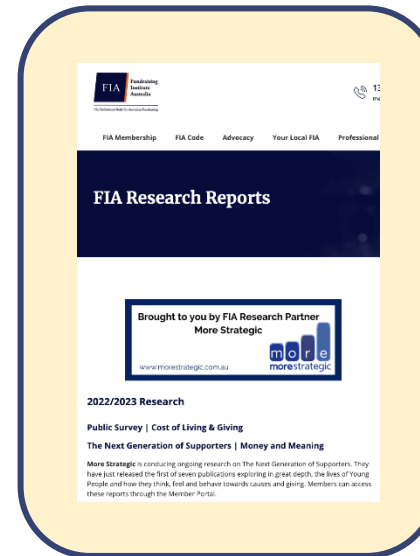 FIA
Fundraising
Institute
Australia
The Professional Body for Australian Fundraising
13
me
FIA Membership FIA Code Advocacy Your Local FIA Professional
FIA Research Reports
Brought to you by FIA Research Partner
More Strategic
www.morestrategic.com.au
more
morestrategic
2022/2023 Research
Public Survey | Cost of Living & Giving
The Next Generation of Supporters | Money and Meaning
More Strategic is conducting ongoing research on The Next Generation of Supporters. They
have just released the first of seven publications exploring in great depth, the lives of Young
People and how they think, feel and behave towards causes and giving. Members can access
these reports through the Member Portal.